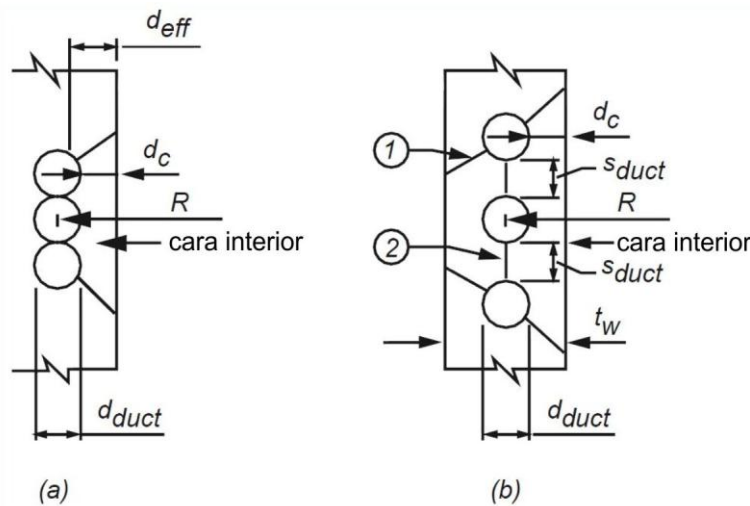 d_eff
d_c
R
cara interior
d_duct
(a)
1
d_c
s_duct
R
2
cara interior
s_duct
t_w
d_duct
(b)